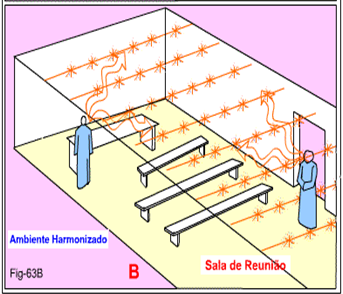 Ambiente Harmonizado
Sala de Reunião
Fig-63B
B